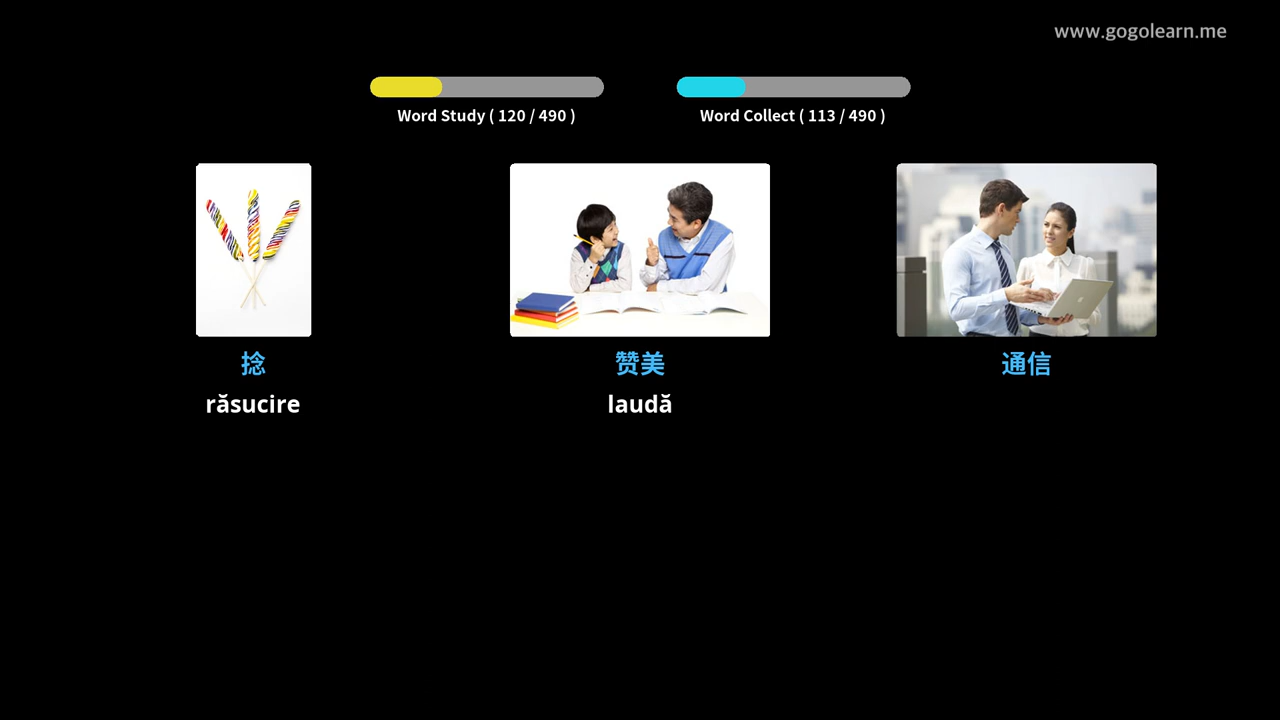 www.gogolearn.me
Word Study ( 120 / 490 )
Word Collect ( 113 / 490 )
捻
赞美
通信
răsucire
laudă